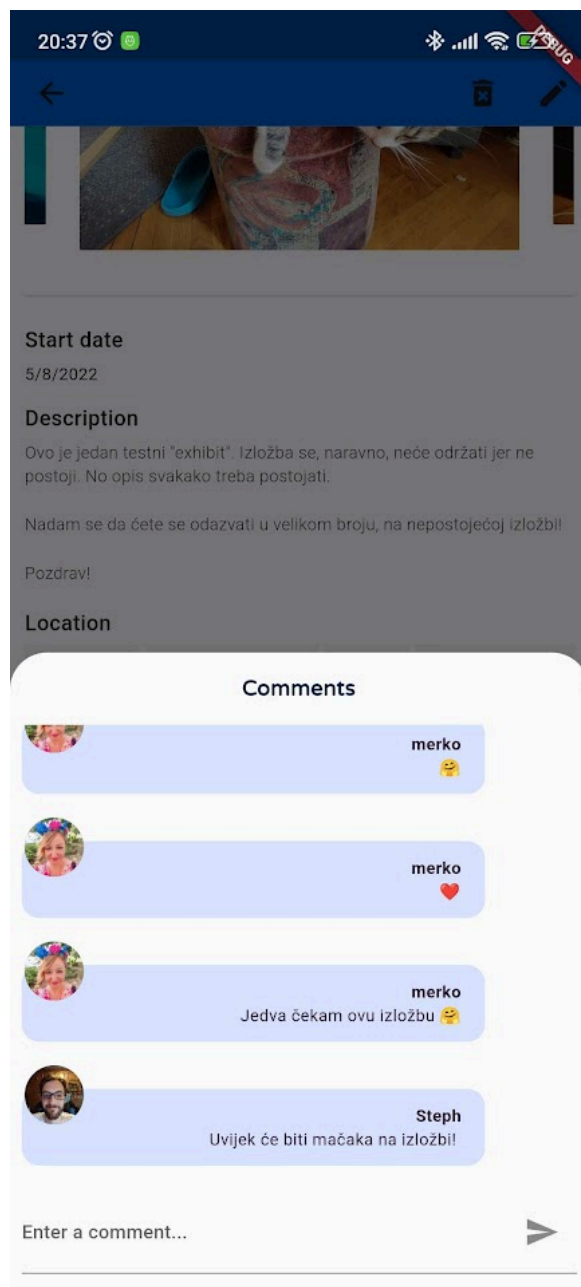 20:37
DEBUG
Start date
5/8/2022
Description
Ovo je jedan testni "exhibit". Izložba se, naravno, neće održati jer ne
postoji. No opis svakako treba postojati.
Nadam se da ćete se odazvati u velikom broju, na nepostojećoj izložbi!
Pozdrav!
Location
Comments
merko
🤗
merko
❤️
merko
Jedva čekam ovu izložbu 🤗
Steph
Uvijek će biti mačaka na izložbi!
Enter a comment...